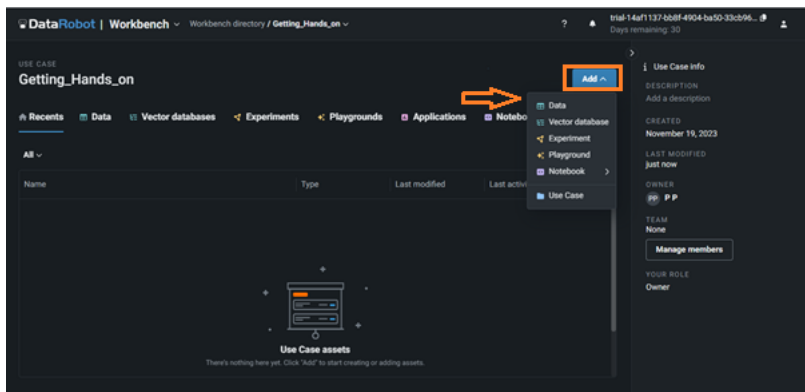 DataRobot | Workbench Workbench directory / Getting_Hands_on ? trial-14af1137-bb8f-4904-ba50-33cb96...
Days remaining: 30
USE CASE
Getting_Hands_on
Add
Recents Data Vector databases Experiments Playgrounds Applications Notebo
Data
Vector database
Experiment
Playground
Notebook
Use Case
All
Name Type Last modified Last activi
Use Case assets
There's nothing here yet. Click "Add" to start creating or adding assets.
i Use Case info
DESCRIPTION
Add a description
CREATED
November 19, 2023
LAST MODIFIED
just now
OWNER
PP P P
TEAM
None
Manage members
YOUR ROLE
Owner